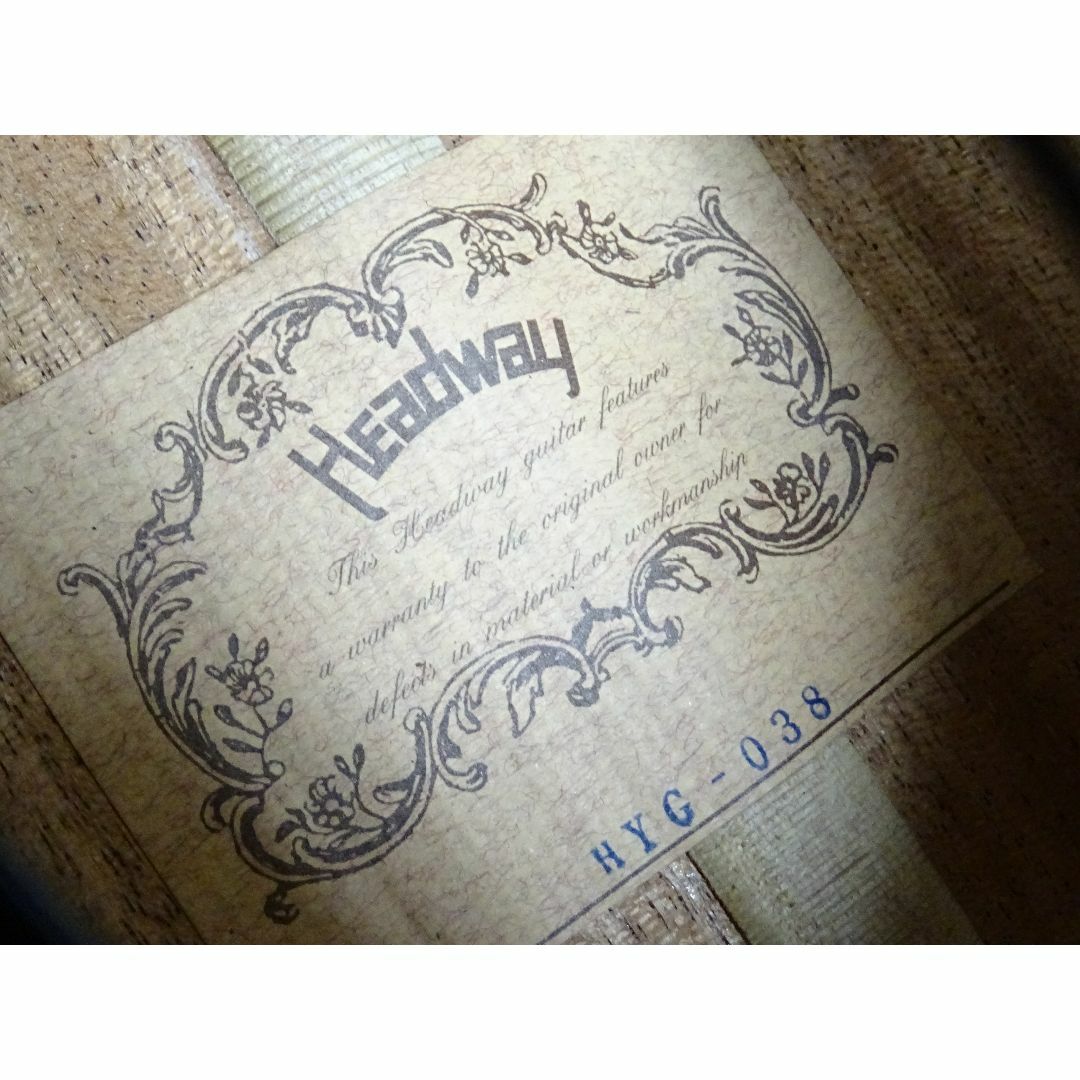 Headway
This Headway guitar features
a warranty to the original owner for
defects in material or workmanship
HYG-038